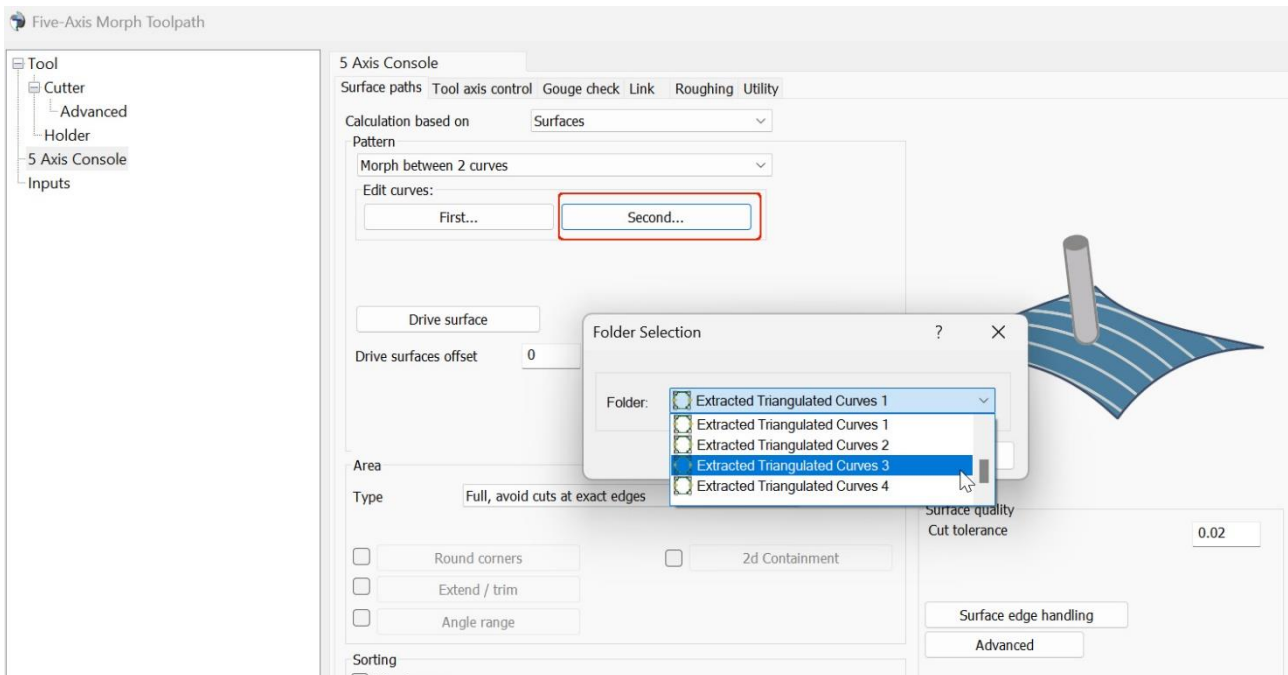 Five-Axis Morph Toolpath
Tool
Cutter
Advanced
Holder
5 Axis Console
Inputs
5 Axis Console
Surface paths Tool axis control Gouge check Link Roughing Utility
Calculation based on Surfaces
Pattern
Morph between 2 curves
Edit curves:
First... Second...
Drive surface
Drive surfaces offset 0
Folder Selection ?
Folder: Extracted Triangulated Curves 1
Extracted Triangulated Curves 1
Extracted Triangulated Curves 2
Extracted Triangulated Curves 3
Extracted Triangulated Curves 4
Area
Type Full, avoid cuts at exact edges
Round corners 2d Containment
Extend / trim
Angle range
Sorting
Surface quality
Cut tolerance 0.02
Surface edge handling
Advanced